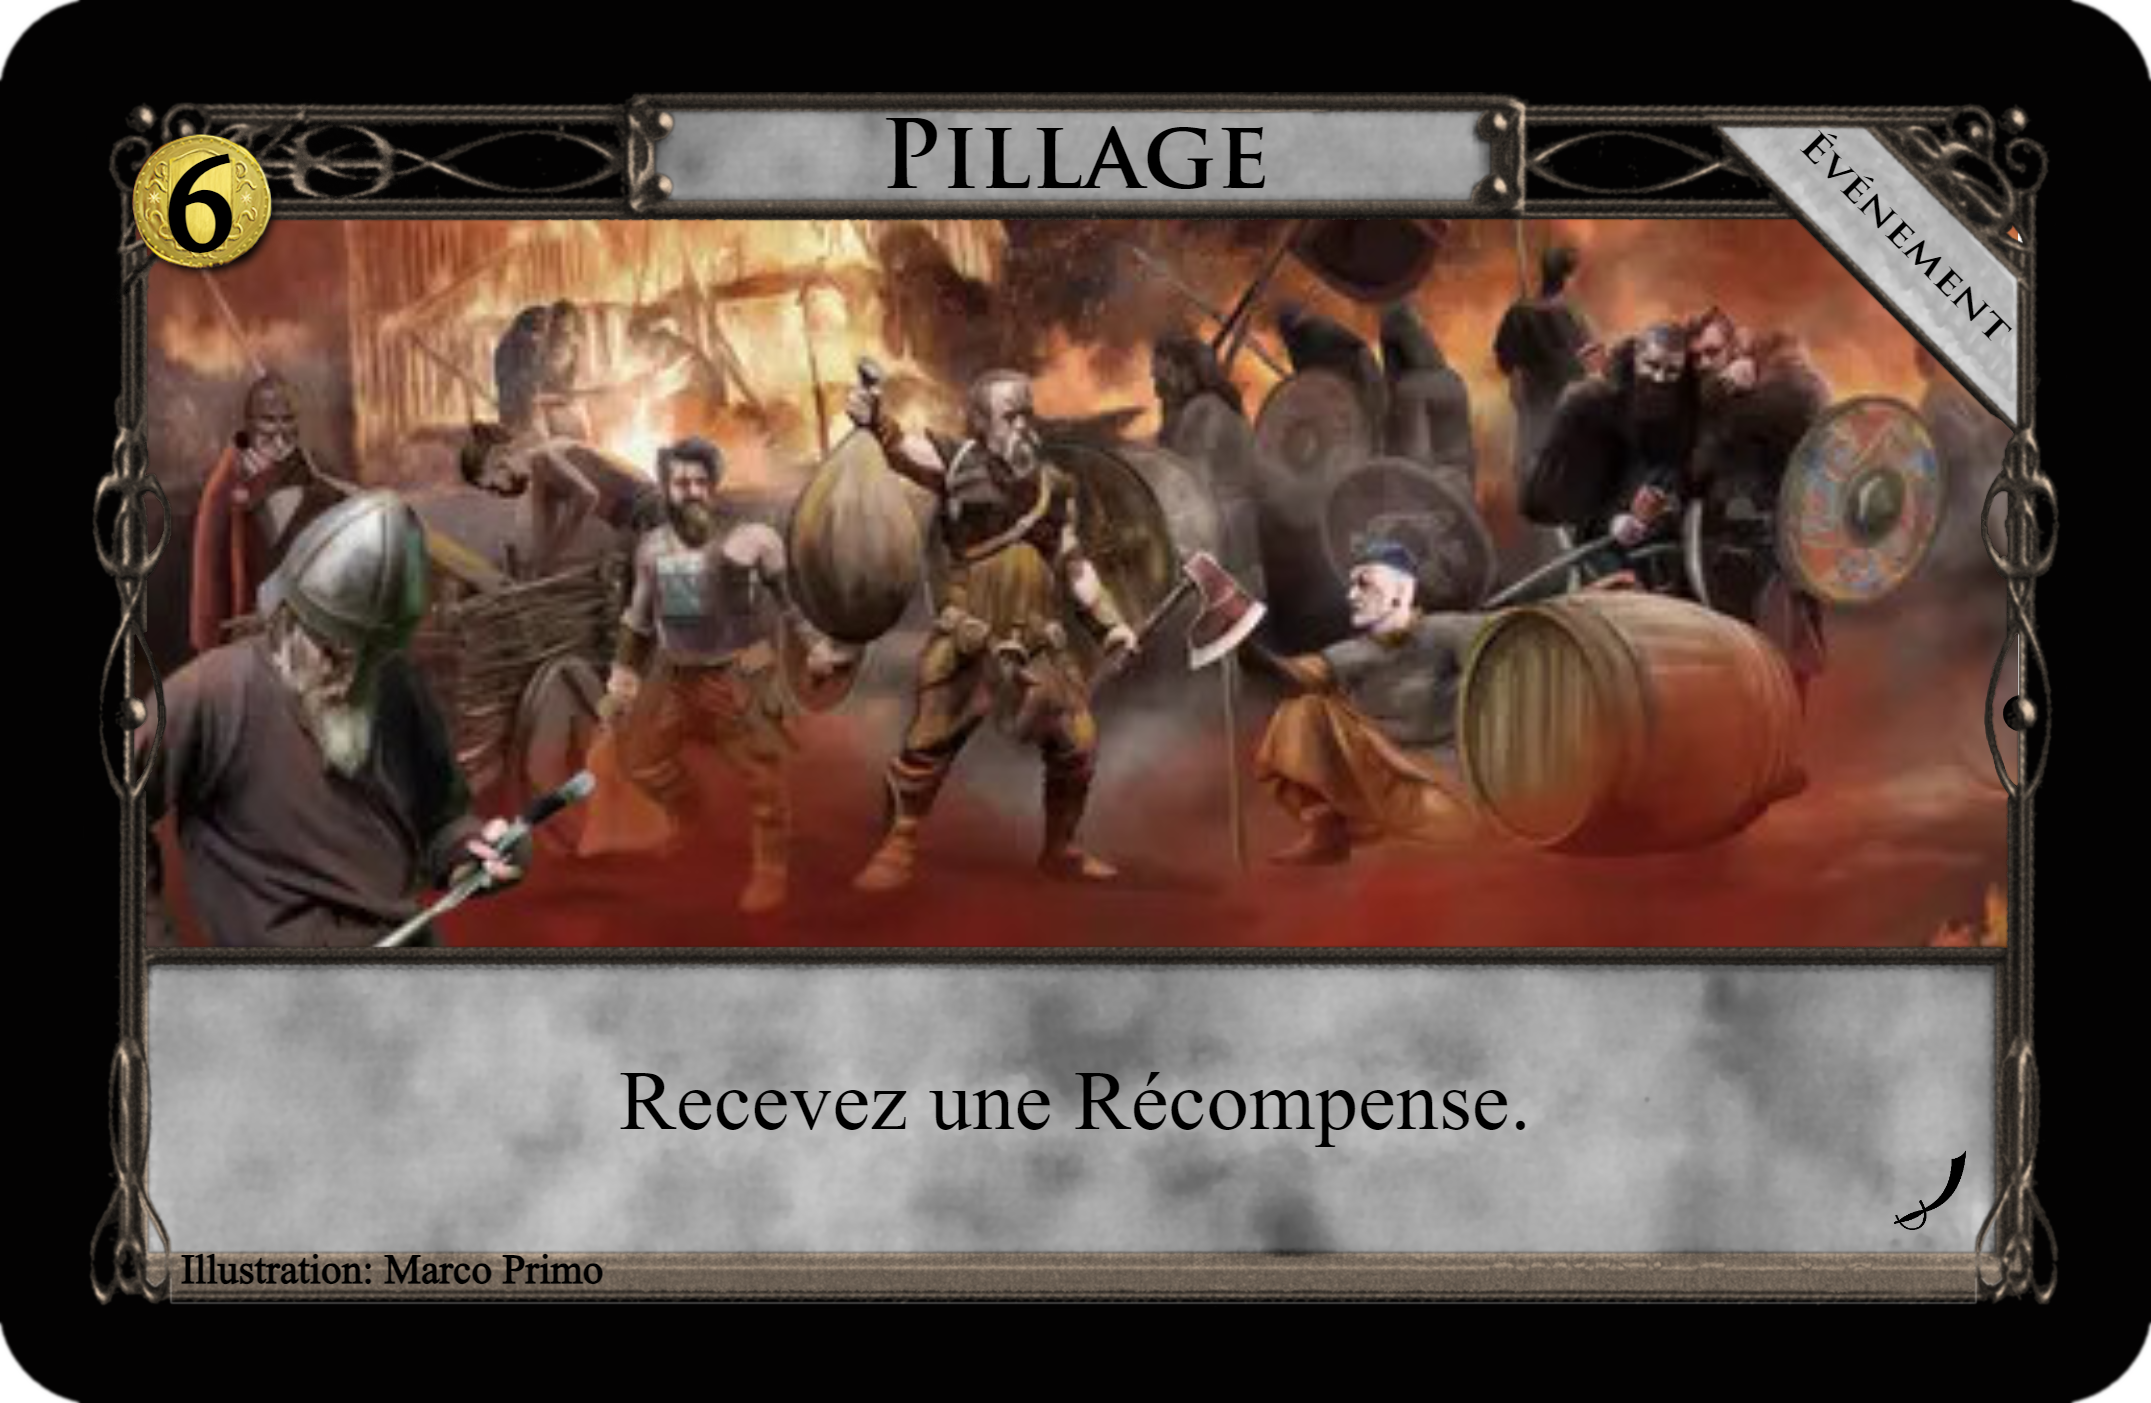 6
PILLAGE
ÉVÉNEMENT
Recevez une Récompense.
Illustration: Marco Primo